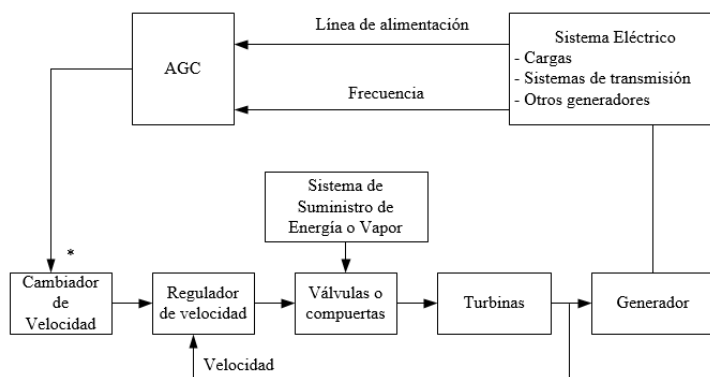 Línea de alimentación
AGC
Sistema Eléctrico
- Cargas
- Sistemas de transmisión
- Otros generadores
Frecuencia
Sistema de
Suministro de
Energía o Vapor
*
Cambiador
de
Velocidad
Regulador
de velocidad
Válvulas o
compuertas
Turbinas
Generador
Velocidad